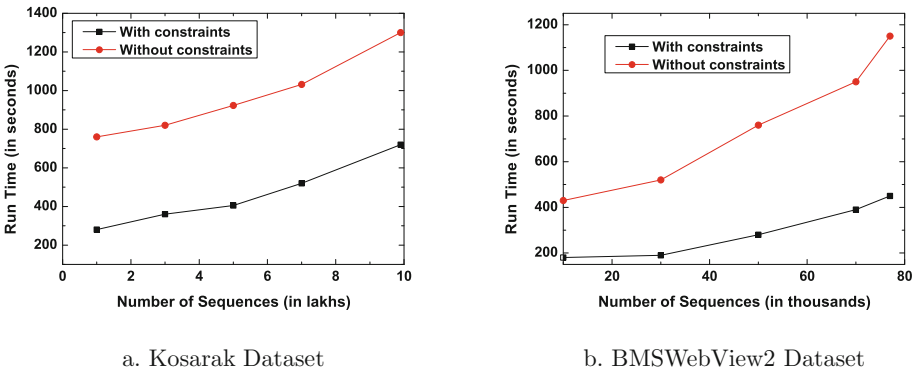 With constraints
Without constraints
1400
1200
1000
800
600
400
200
0 2 4 6 8 10
Run Time (in seconds)
Number of Sequences (in lakhs)
a. Kosarak Dataset
With constraints
Without constraints
1200
1000
800
600
400
200
20 40 60 80
Run Time (in seconds)
Number of Sequences (in thousands)
b. BMSWebView2 Dataset